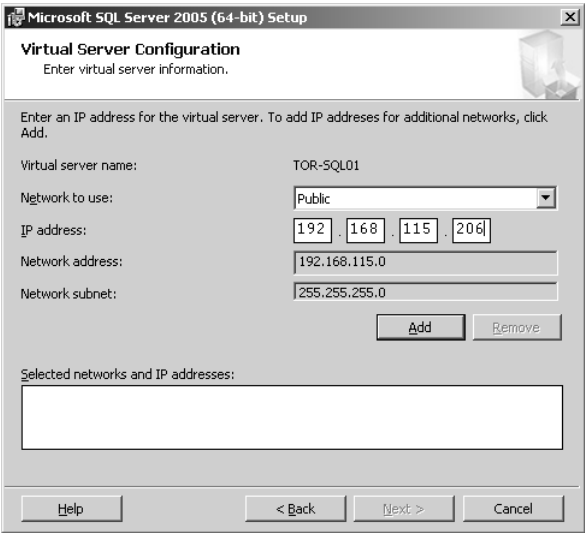 Microsoft SQL Server 2005 (64-bit) Setup
Virtual Server Configuration
Enter virtual server information.
Enter an IP address for the virtual server. To add IP addreses for additional networks, click
Add.
Virtual server name: TOR-SQL01
Network to use: Public
IP address: 192 . 168 . 115 . 206
Network address: 192.168.115.0
Network subnet: 255.255.255.0
Add Remove
Selected networks and IP addresses:
Help < Back Next > Cancel